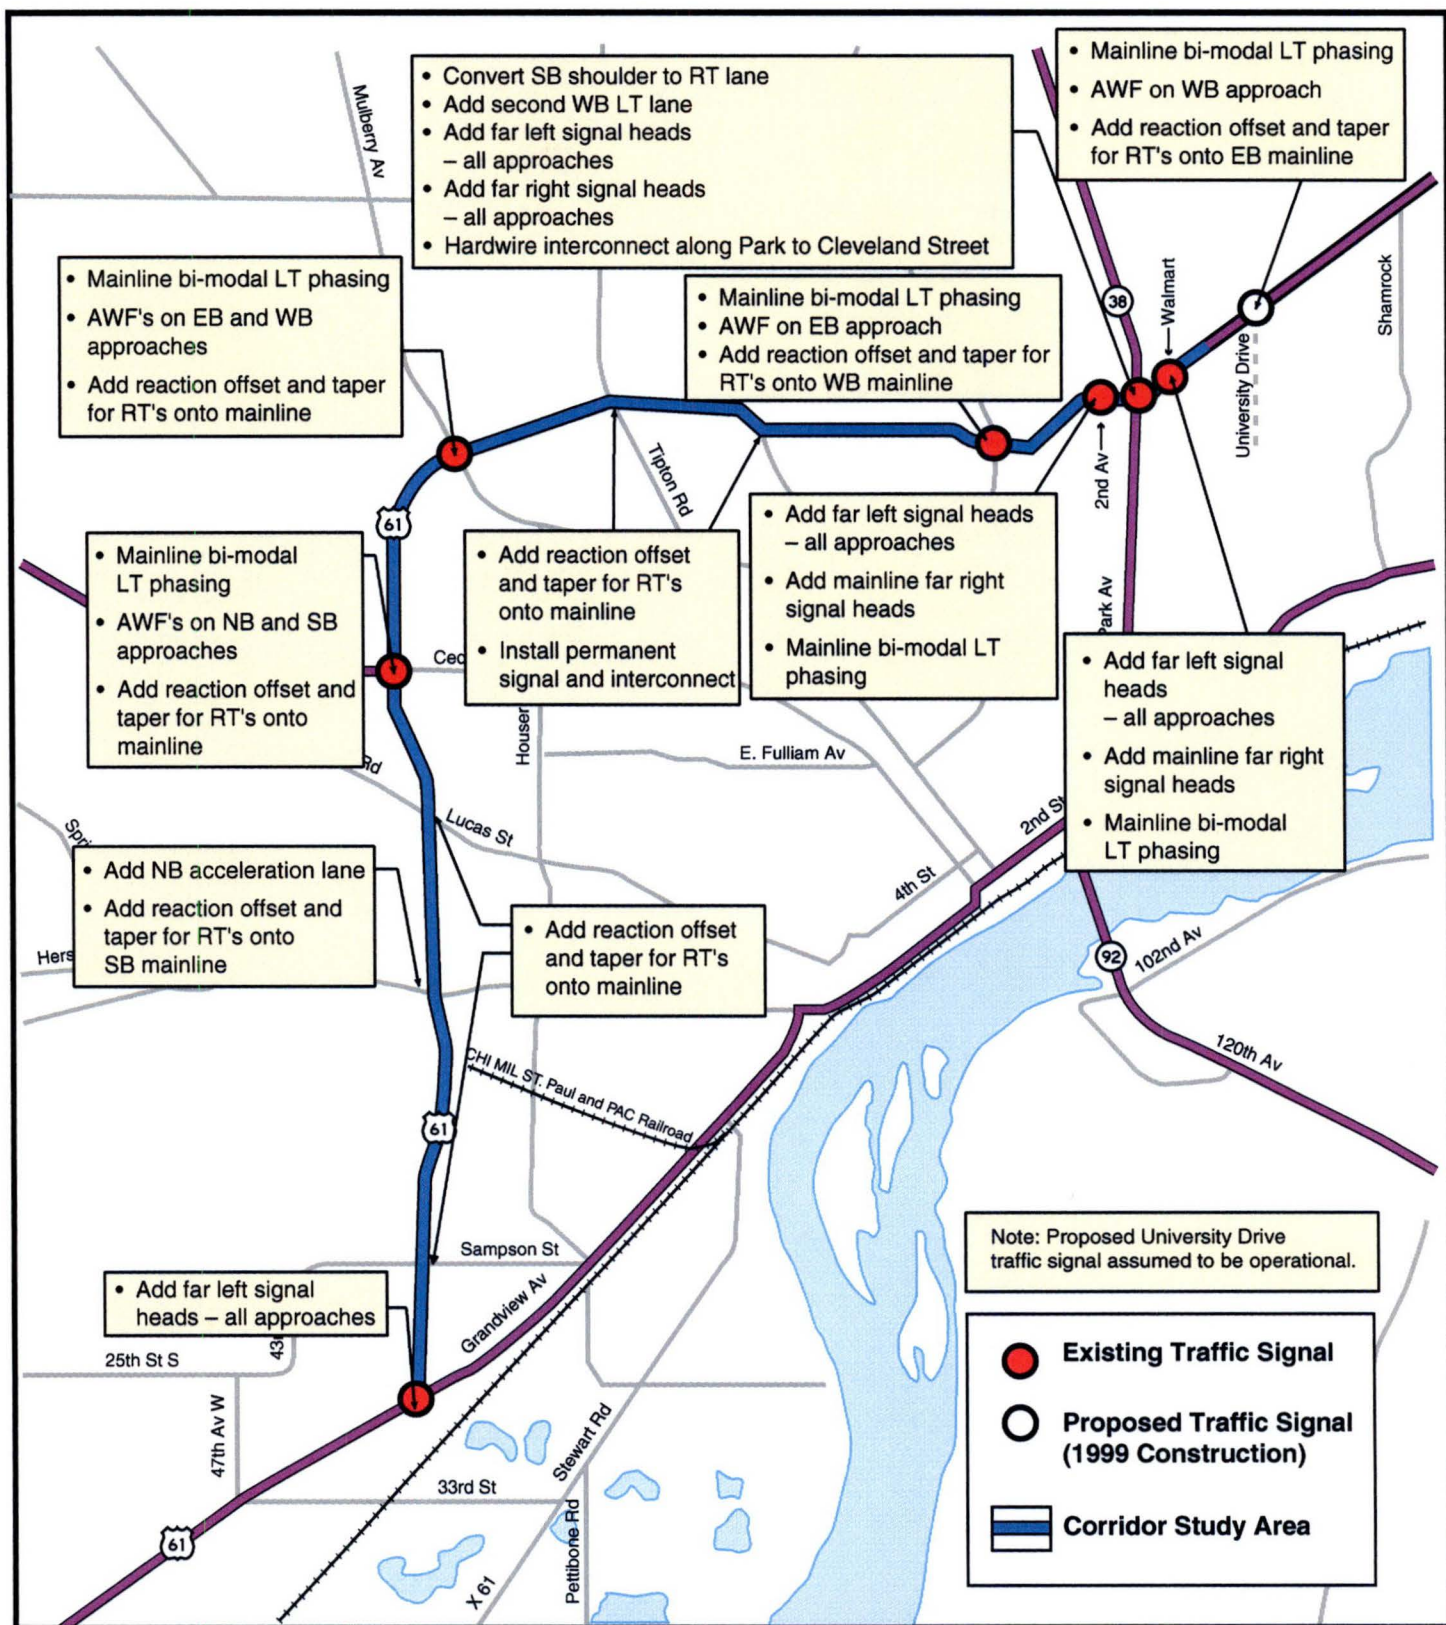 • Convert SB shoulder to RT lane
• Add second WB LT lane
• Add far left signal heads
– all approaches
• Add far right signal heads
– all approaches
• Hardwire interconnect along Park to Cleveland Street
• Mainline bi-modal LT phasing
• AWF on WB approach
• Add reaction offset and taper
for RT's onto EB mainline
Mulberry Av
• Mainline bi-modal LT phasing
• AWF's on EB and WB
approaches
• Add reaction offset and taper
for RT's onto mainline
• Mainline bi-modal LT phasing
• AWF on EB approach
• Add reaction offset and taper for
RT's onto WB mainline
38
Walmart
University Drive
Shamrock
2nd Av
Tipton Rd
61
• Mainline bi-modal
LT phasing
• AWF's on NB and SB
approaches
• Add reaction offset and
taper for RT's onto
mainline
• Add reaction offset
and taper for RT's
onto mainline
• Install permanent
signal and interconnect
• Add far left signal heads
– all approaches
• Add mainline far right
signal heads
• Mainline bi-modal LT
phasing
Park Av
• Add far left signal
heads
– all approaches
• Add mainline far right
signal heads
• Mainline bi-modal
LT phasing
Houser
E. Fulliam Av
Rd
Lucas St
2nd St
4th St
• Add NB acceleration lane
• Add reaction offset and
taper for RT's onto
SB mainline
• Add reaction offset
and taper for RT's
onto mainline
92
102nd Av
120th Av
CHI MIL ST. Paul and PAC Railroad
61
Sampson St
Grandview Av
Note: Proposed University Drive
traffic signal assumed to be operational.
• Add far left signal
heads – all approaches
25th St S
47th Av W
33rd St
Stewart Rd
Pettibone Rd
X 61
61
Existing Traffic Signal
Proposed Traffic Signal
(1999 Construction)
Corridor Study Area